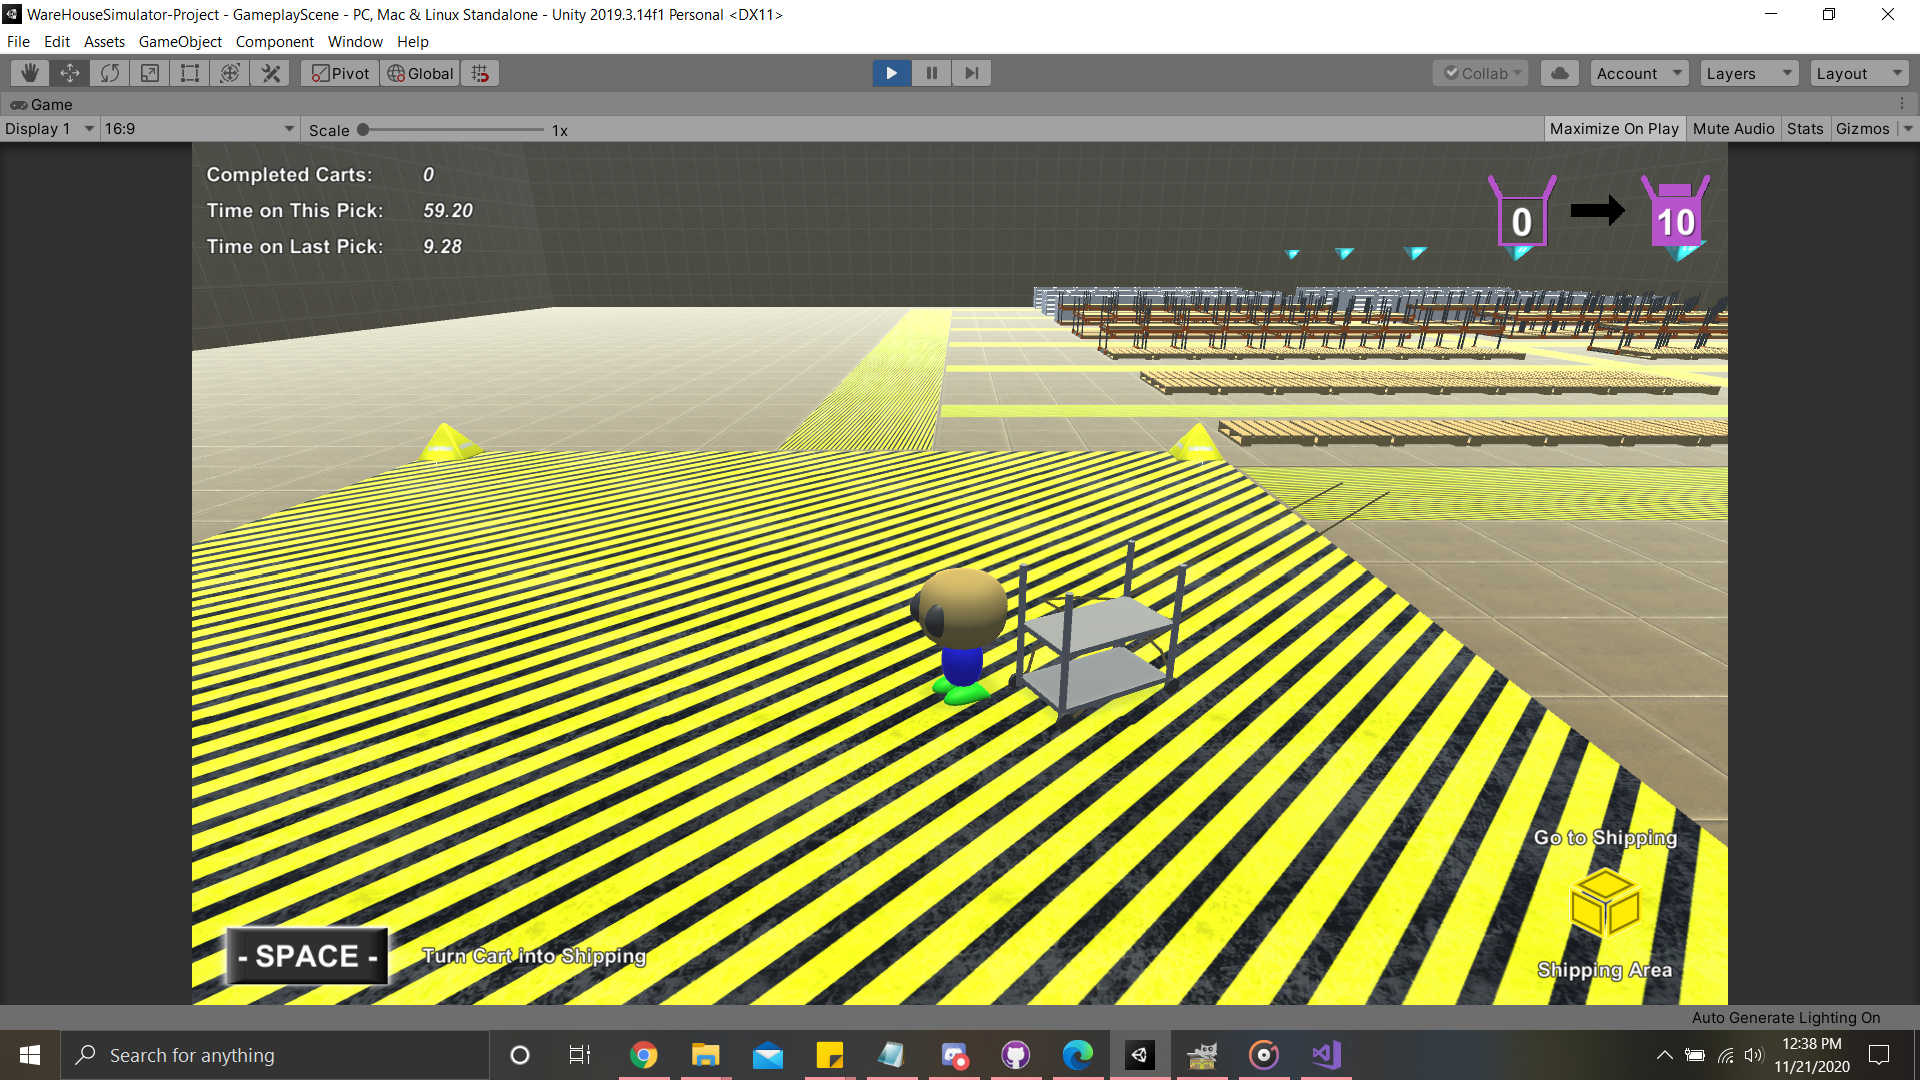 WareHouseSimulator-Project - GameplayScene - PC, Mac & Linux Standalone - Unity 2019.3.14f1 Personal <DX11>
File Edit Assets GameObject Component Window Help
Pivot Global Collab Account Layers Layout
Game
Display 1 16:9 Scale 1x Maximize On Play Mute Audio Stats Gizmos
Completed Carts: 0
Time on This Pick: 59.20
Time on Last Pick: 9.28
0 10
Go to Shipping
- SPACE - Turn Cart into Shipping
Shipping Area
Auto Generate Lighting On
Search for anything
12:38 PM
11/21/2020